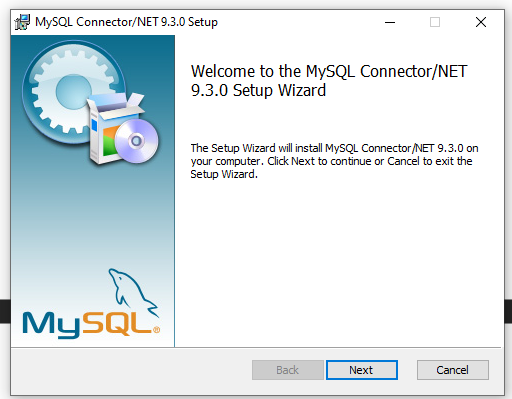 MySQL Connector/NET 9.3.0 Setup
Welcome to the MySQL Connector/NET
9.3.0 Setup Wizard
The Setup Wizard will install MySQL Connector/NET 9.3.0 on
your computer. Click Next to continue or Cancel to exit the
Setup Wizard.
MySQL®
Back
Next
Cancel